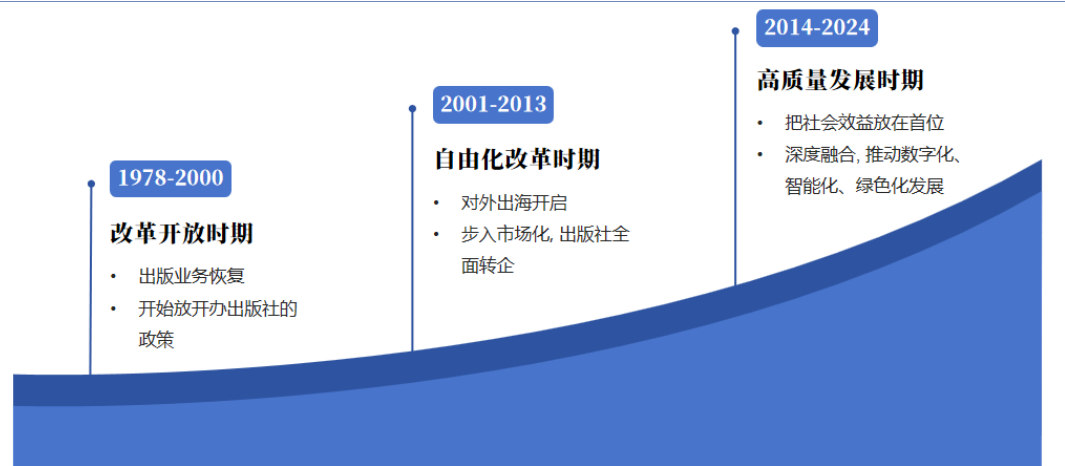 1978-2000
改革开放时期
• 出版业务恢复
• 开始放开办出版社的
政策
2001-2013
自由化改革时期
• 对外出海开启
• 步入市场化, 出版社全
面转企
2014-2024
高质量发展时期
• 把社会效益放在首位
• 深度融合, 推动数字化、
智能化、绿色化发展